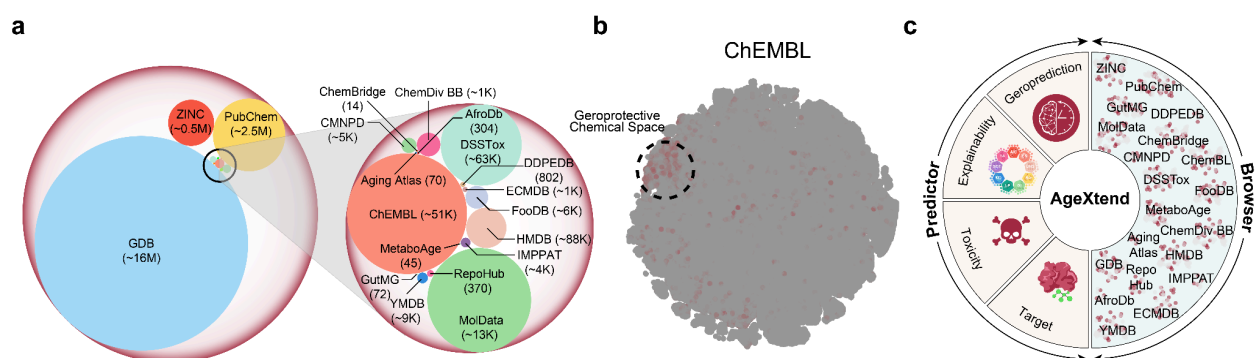 a
ZINC
(~0.5M)
PubChem
(~2.5M)
GDB
(~16M)
ChemBridge
(14)
CMNPD
(~5K)
ChemDiv BB (~1K)
AfroDb
(304)
DSSTox
(~63K)
Aging Atlas (70)
DDPEDB
(802)
ECMDB (~1K)
FooDB (~6K)
ChEMBL (~51K)
HMDB (~88K)
MetaboAge
(45)
IMPPAT
(~4K)
GutMG
(72)
RepoHub
(370)
YMDB
(~9K)
MolData
(~13K)
b
ChEMBL
Geroprotective
Chemical Space
c
Predictor
Geroprediction
Explainability
Toxicity
Target
AgeXtend
Browser
ZINC
PubChem
GutMG
DDPEDB
MolData
ChemBridge
CMNPD
ChemBL
DSSTox
FooDB
MetaboAge
ChemDiv BB
Aging
Atlas
HMDB
GDB
Repo
Hub
IMPPAT
AfroDb
ECMDB
YMDB